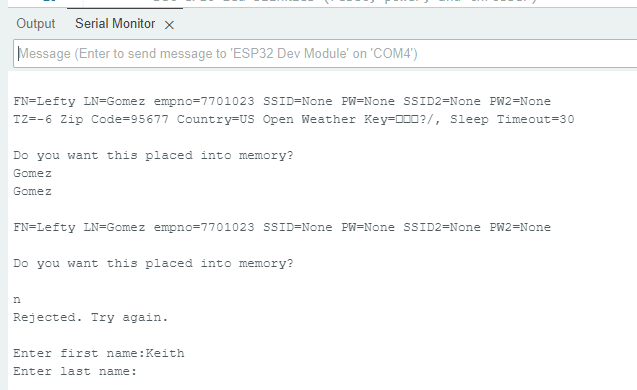 Output Serial Monitor ×
Message (Enter to send message to 'ESP32 Dev Module' on 'COM4')
FN=Lefty LN=Gomez empno=7701023 SSID=None PW=None SSID2=None PW2=None
TZ=-6 Zip Code=95677 Country=US Open Weather Key=□□□?/, Sleep Timeout=30
Do you want this placed into memory?
Gomez
Gomez
FN=Lefty LN=Gomez empno=7701023 SSID=None PW=None SSID2=None PW2=None
Do you want this placed into memory?
n
Rejected. Try again.
Enter first name:Keith
Enter last name: